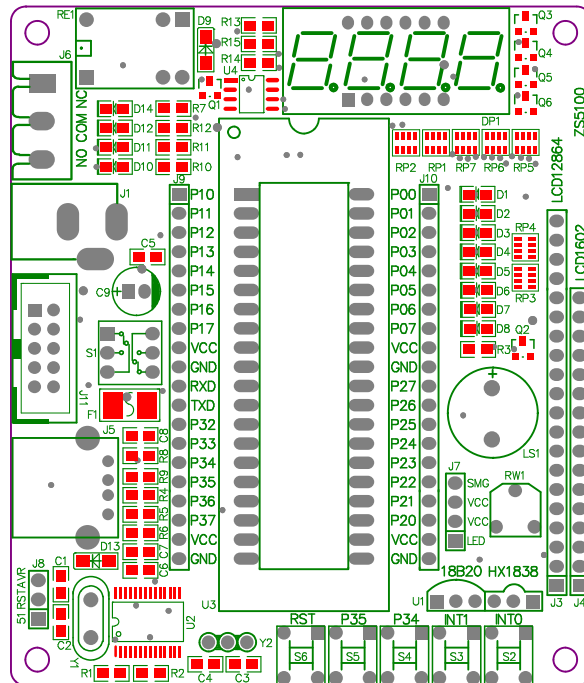 RE1
D9
R13
R15
R14
U4
Q1
Q3
Q4
Q5
Q6
J6
NO COM NC
D14
R7
D12
R12
D11
R11
D10
R10
DP1
RP2
RP1
RP7
RP6
RP5
ZS5100
LCD12864
LCD1602
J1
J9
J10
P10
P11
P12
P13
P14
P15
P16
P17
VCC
GND
RXD
TXD
P32
P33
P34
P35
P36
P37
VCC
GND
P00
P01
P02
P03
P04
P05
P06
P07
VCC
GND
P27
P26
P25
P24
P23
P22
P21
P20
VCC
GND
D1
D2
D3
D4
D5
D6
D7
D8
R3
RP4
RP3
Q2
C5
C9
S1
J11
F1
J5
C8
R8
R9
R4
R5
R6
C7
C6
D13
LS1
J7
SMG
VCC
VCC
LED
RW1
18B20
HX1838
U1
J3
J4
J8
51 RST AVR
C1
C2
Y1
U2
U3
R1
R2
Y2
C4
C3
RST
P35
P34
INT1
INT0
S6
S5
S4
S3
S2